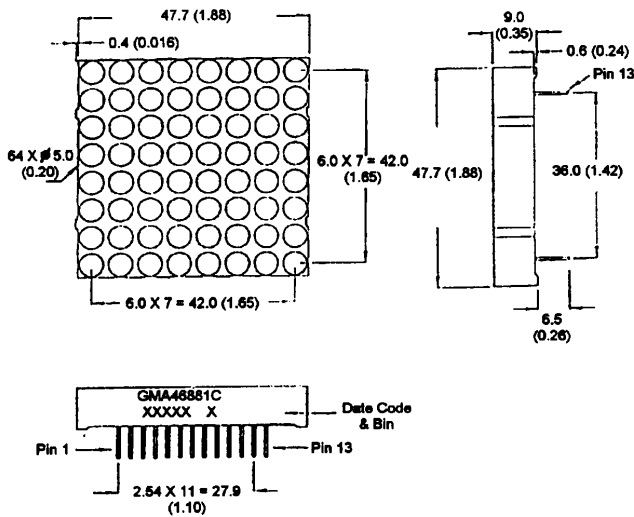 47.7 (1.88)
0.4 (0.016)
64 X ø 5.0
(0.20)
6.0 X 7 = 42.0
(1.65)
6.0 X 7 = 42.0 (1.65)
9.0
(0.35)
0.6 (0.24)
Pin 13
47.7 (1.88)
36.0 (1.42)
6.5
(0.26)
GMA46881C
XXXXX X
Date Code
& Bin
Pin 1
Pin 13
2.54 X 11 = 27.9
(1.10)